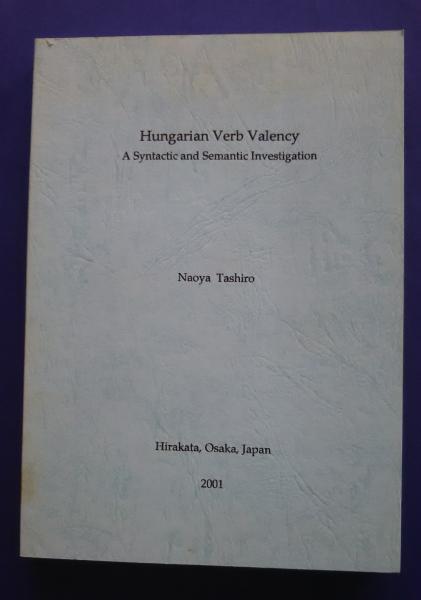 Hungarian Verb Valency
A Syntactic and Semantic Investigation
Naoya Tashiro
Hirakata, Osaka, Japan
2001